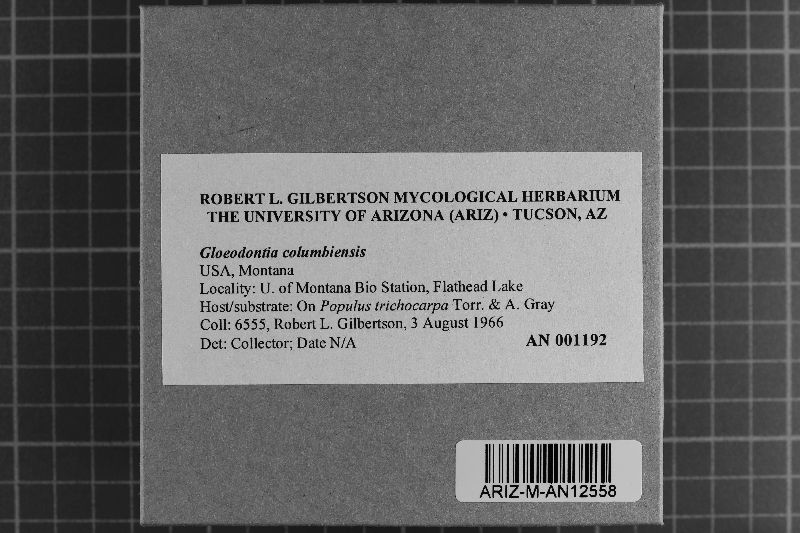 ROBERT L. GILBERTSON MYCOLOGICAL HERBARIUM
THE UNIVERSITY OF ARIZONA (ARIZ) • TUCSON, AZ
Gloeodontia columbiensis
USA, Montana
Locality: U. of Montana Bio Station, Flathead Lake
Host/substrate: On Populus trichocarpa Torr. & A. Gray
Coll: 6555, Robert L. Gilbertson, 3 August 1966
Det: Collector; Date N/A
AN 001192
ARIZ-M-AN12558